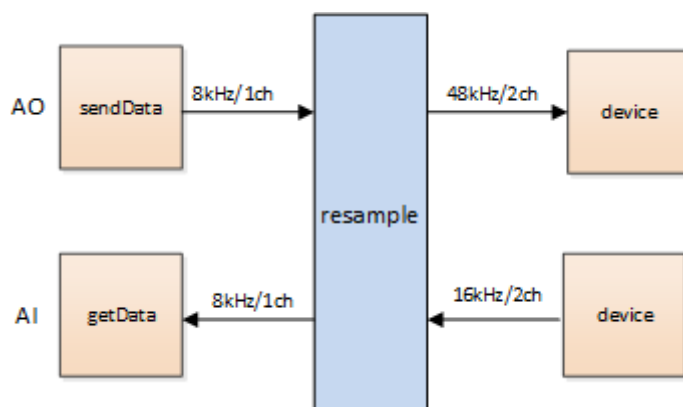 AO
sendData
8kHz/1ch
48kHz/2ch
device
resample
AI
getData
8kHz/1ch
16kHz/2ch
device